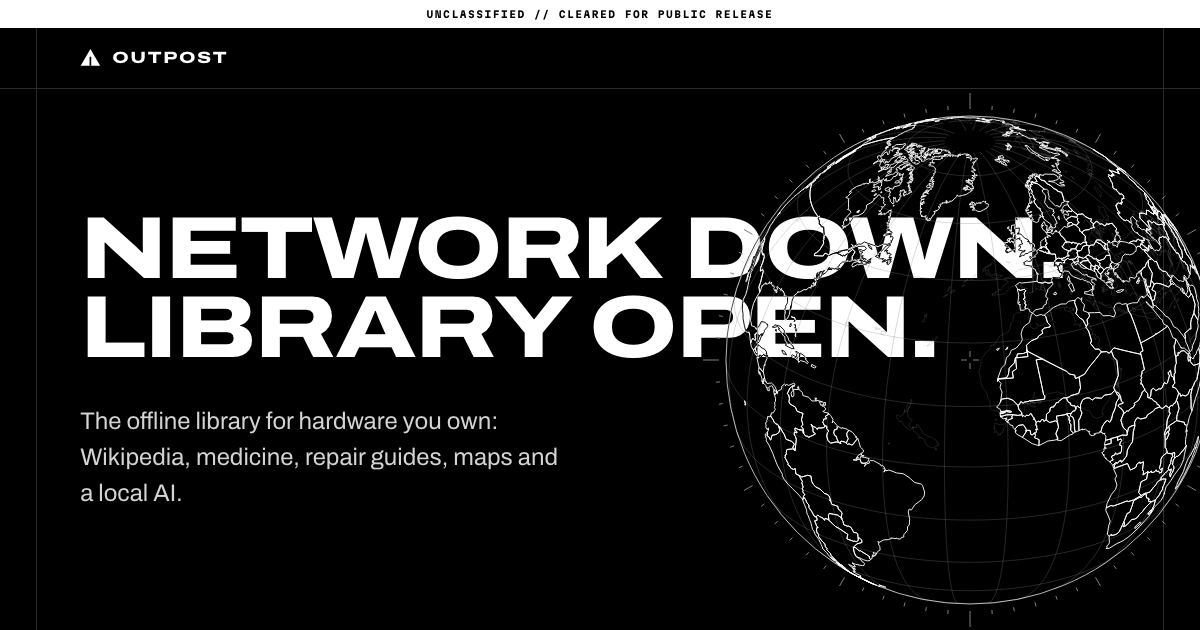 UNCLASSIFIED // CLEARED FOR PUBLIC RELEASE
OUTPOST
NETWORK DOWN.
LIBRARY OPEN.
The offline library for hardware you own:
Wikipedia, medicine, repair guides, maps and
a local AI.